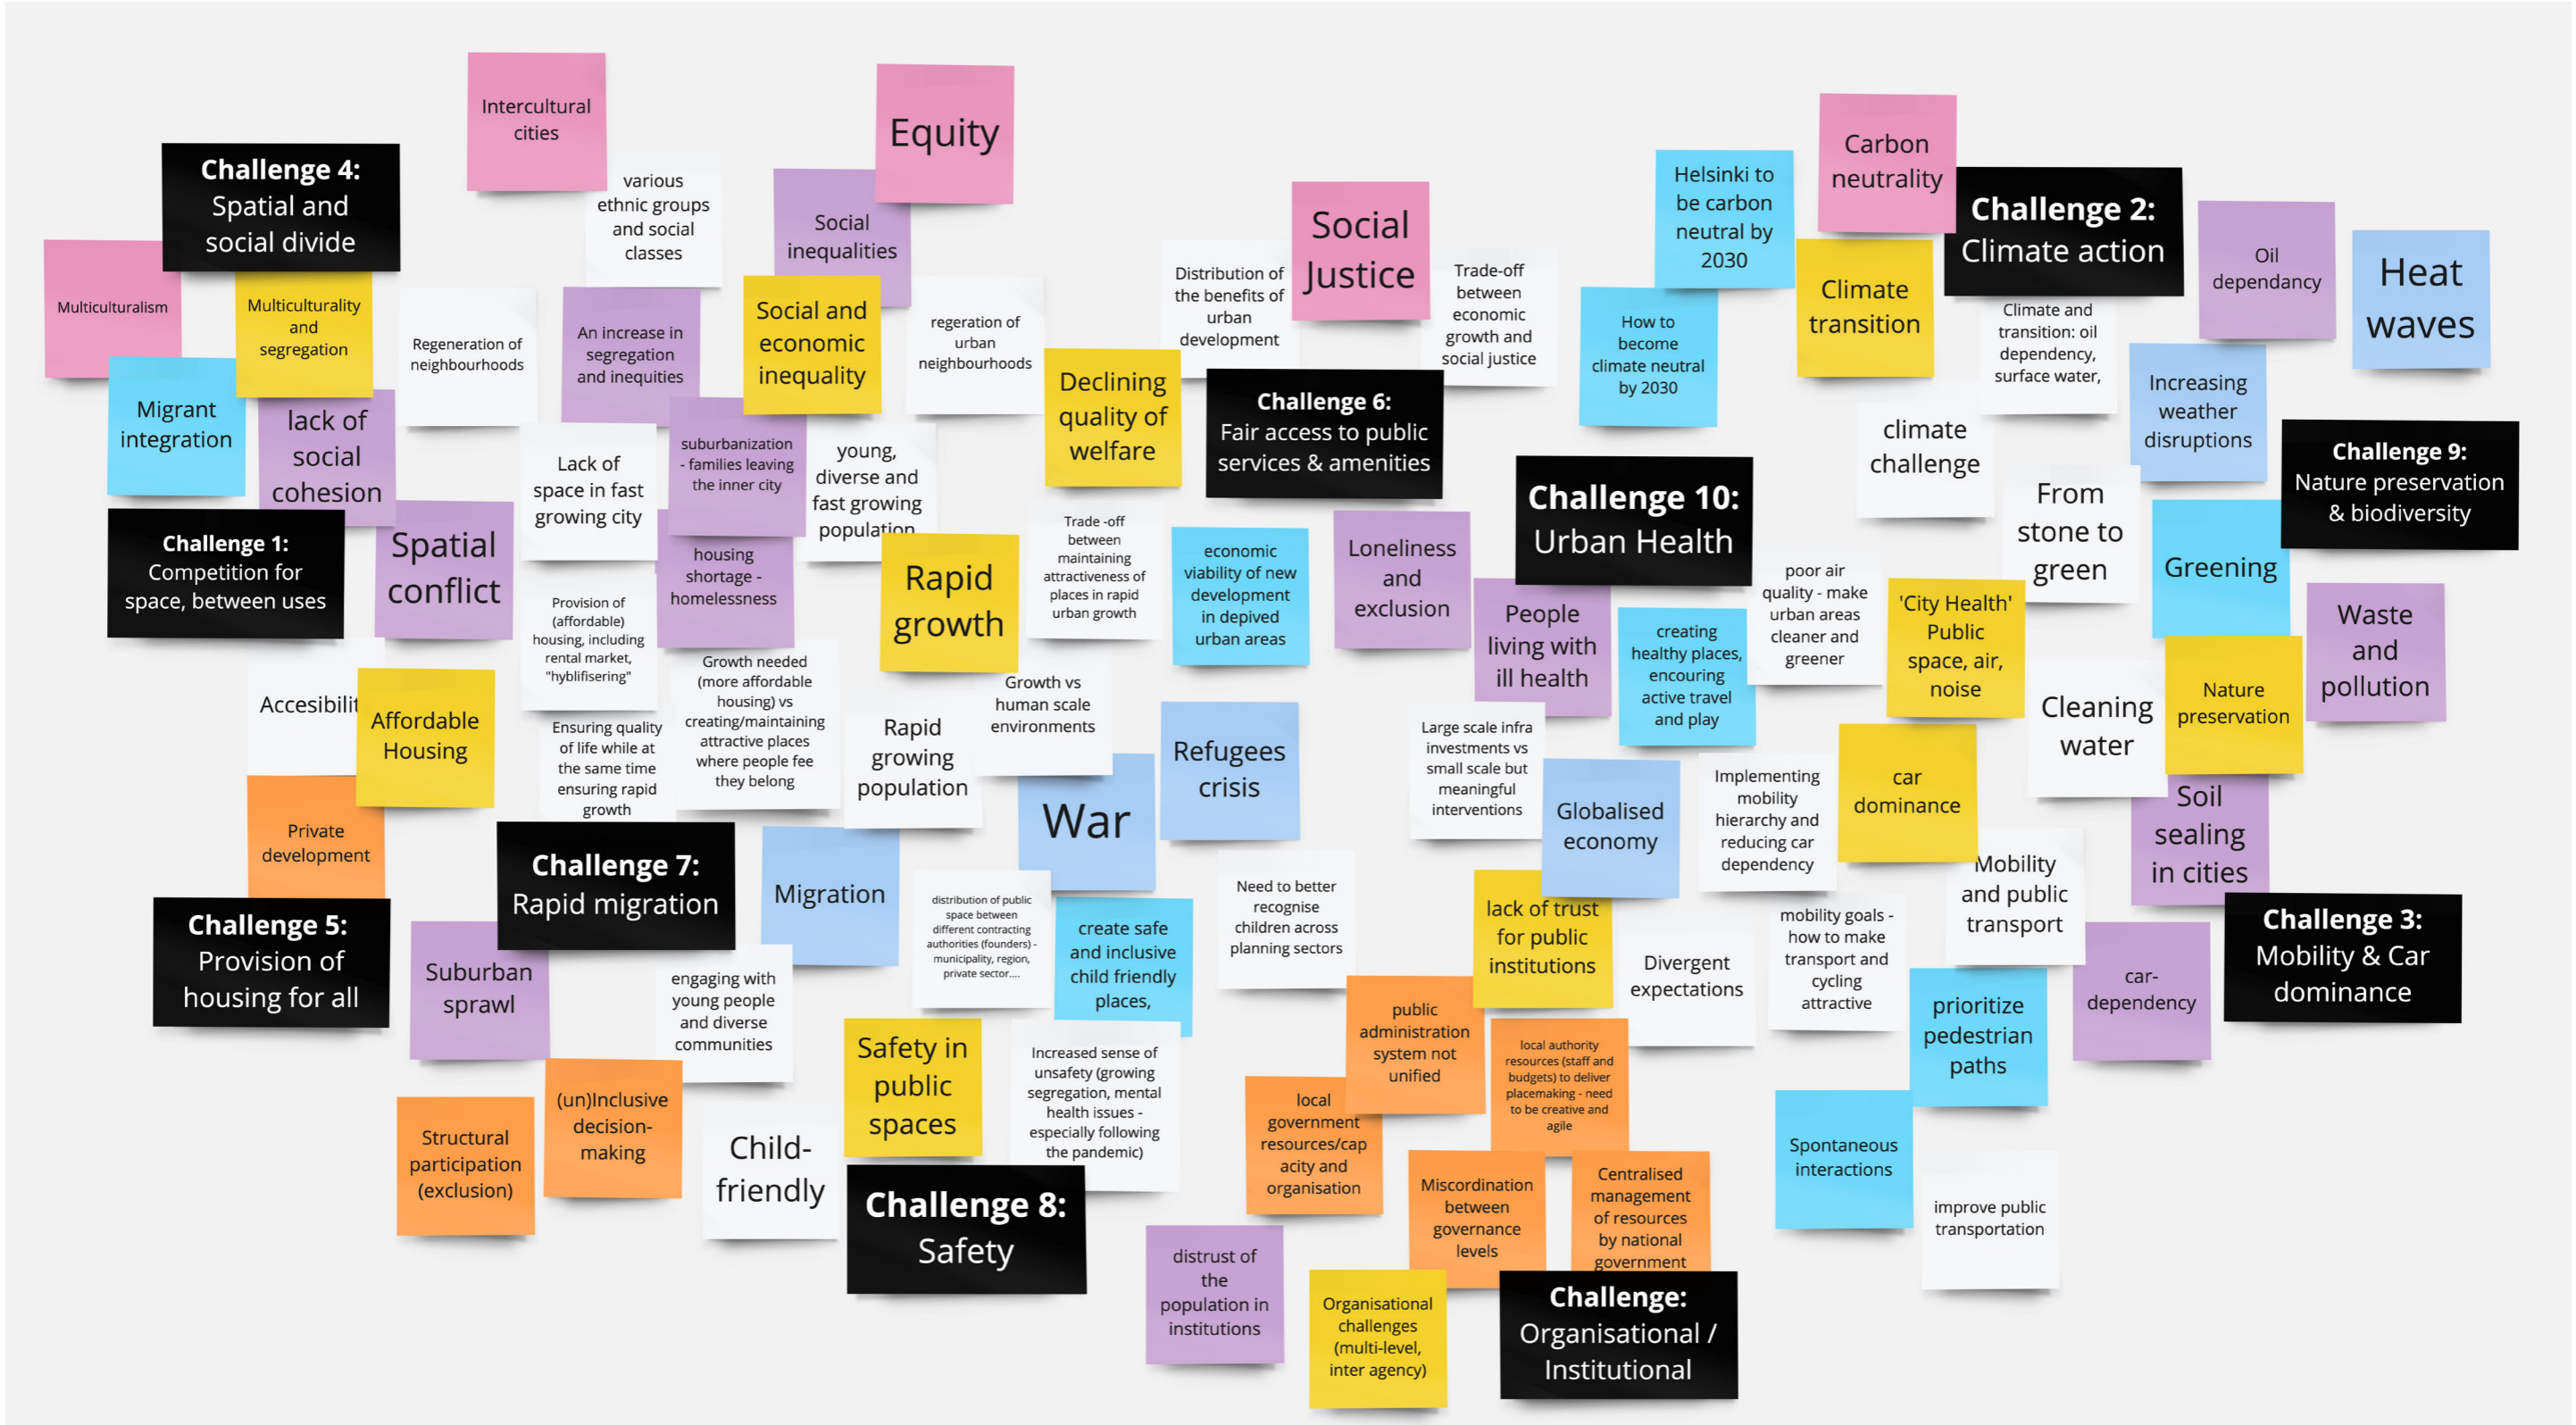 Intercultural
cities
Equity
Challenge 4:
Spatial and
social divide
various
ethnic groups
and social
classes
Social
inequalities
Multiculturalism
Multiculturality
and
segregation
Regeneration of
neighbourhoods
An increase in
segregation
and inequities
Social and
economic
inequality
regeration of
urban
neighbourhoods
Migrant
integration
lack of
social
cohesion
Lack of
space in fast
growing city
suburbanization
- families leaving
the inner city
young,
diverse and
fast growing
population
Declining
quality of
welfare
Distribution of
the benefits of
urban
development
Social
Justice
Trade-off
between
economic
growth and
social justice
Challenge 6:
Fair access to public
services & amenities
Helsinki to
be carbon
neutral by
2030
Carbon
neutrality
Challenge 2:
Climate action
How to
become
climate neutral
by 2030
Climate
transition
Climate and
transition: oil
dependency,
surface water,
Oil
dependancy
Heat
waves
Increasing
weather
disruptions
climate
challenge
From
stone to
green
Challenge 9:
Nature preservation
& biodiversity
Greening
Waste
and
pollution
Challenge 1:
Competition for
space, between uses
Spatial
conflict
housing
shortage -
homelessness
Provision of
(affordable)
housing, including
rental market,
"hyblifisering"
Rapid
growth
Trade -off
between
maintaining
attractiveness of
places in rapid
urban growth
economic
viability of new
development
in depived
urban areas
Loneliness
and
exclusion
Challenge 10:
Urban Health
People
living with
ill health
creating
healthy places,
encouring
active travel
and play
poor air
quality - make
urban areas
cleaner and
greener
'City Health'
Public
space, air,
noise
Cleaning
water
Nature
preservation
Accesibilit
Affordable
Housing
Ensuring quality
of life while at
the same time
ensuring rapid
growth
Growth needed
(more affordable
housing) vs
creating/maintaining
attractive places
where people fee
they belong
Rapid
growing
population
Growth vs
human scale
environments
War
Refugees
crisis
Large scale infra
investments vs
small scale but
meaningful
interventions
Globalised
economy
Implementing
mobility
hierarchy and
reducing car
dependency
car
dominance
Mobility
and public
transport
Soil
sealing
in cities
Private
development
Challenge 5:
Provision of
housing for all
Challenge 7:
Rapid migration
Migration
Suburban
sprawl
engaging with
young people
and diverse
communities
distribution of public
space between
different contracting
authorities (founders) -
municipality, region,
private sector....
create safe
and inclusive
child friendly
places,
Need to better
recognise
children across
planning sectors
lack of trust
for public
institutions
Divergent
expectations
mobility goals -
how to make
transport and
cycling
attractive
prioritize
pedestrian
paths
car-
dependency
Challenge 3:
Mobility & Car
dominance
Structural
participation
(exclusion)
(un)Inclusive
decision-
making
Child-
friendly
Safety in
public
spaces
Increased sense of
unsafety (growing
segregation, mental
health issues -
especially following
the pandemic)
Challenge 8:
Safety
public
administration
system not
unified
local
government
resources/cap
acity and
organisation
local authority
resources (staff and
budgets) to deliver
placemaking - need
to be creative and
agile
Miscordination
between
governance
levels
Centralised
management
of resources
by national
government
Spontaneous
interactions
improve public
transportation
distrust of
the
population in
institutions
Organisational
challenges
(multi-level,
inter agency)
Challenge:
Organisational /
Institutional